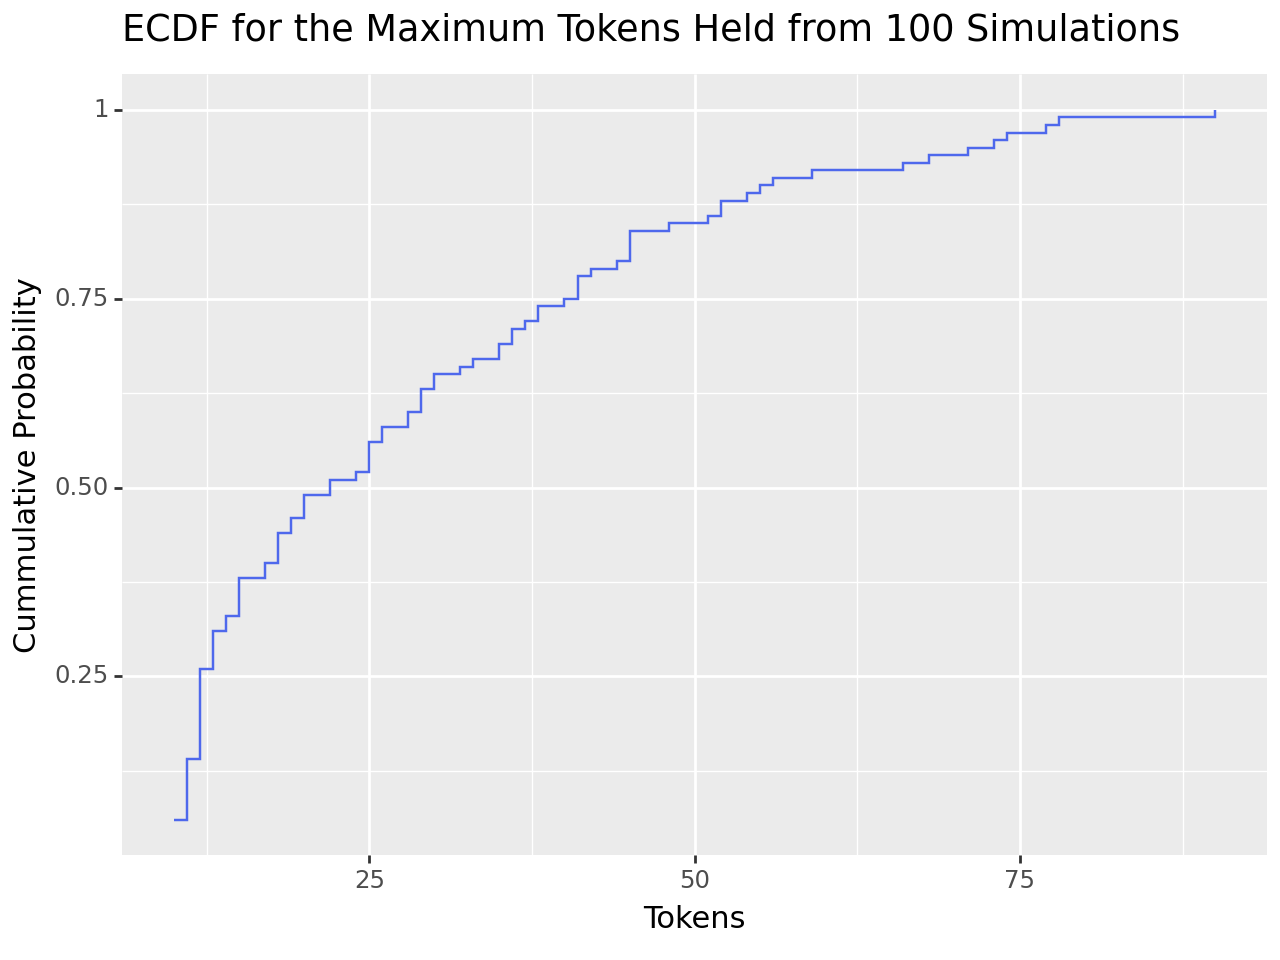 ECDF for the Maximum Tokens Held from 100 Simulations
Cummulative Probability
1
0.75
0.50
0.25
25
50
75
Tokens